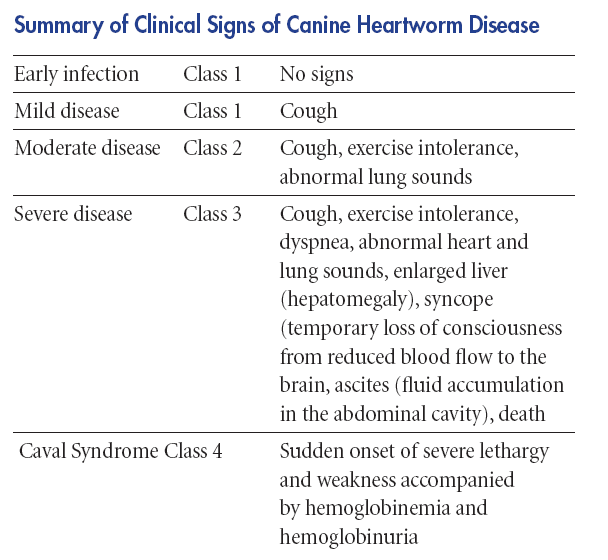 Summary of Clinical Signs of Canine Heartworm Disease
Early infection Class 1 No signs
Mild disease Class 1 Cough
Moderate disease Class 2 Cough, exercise intolerance,
abnormal lung sounds
Severe disease Class 3 Cough, exercise intolerance,
dyspnea, abnormal heart and
lung sounds, enlarged liver
(hepatomegaly), syncope
(temporary loss of consciousness
from reduced blood flow to the
brain, ascites (fluid accumulation
in the abdominal cavity), death
Caval Syndrome Class 4 Sudden onset of severe lethargy
and weakness accompanied
by hemoglobinemia and
hemoglobinuria